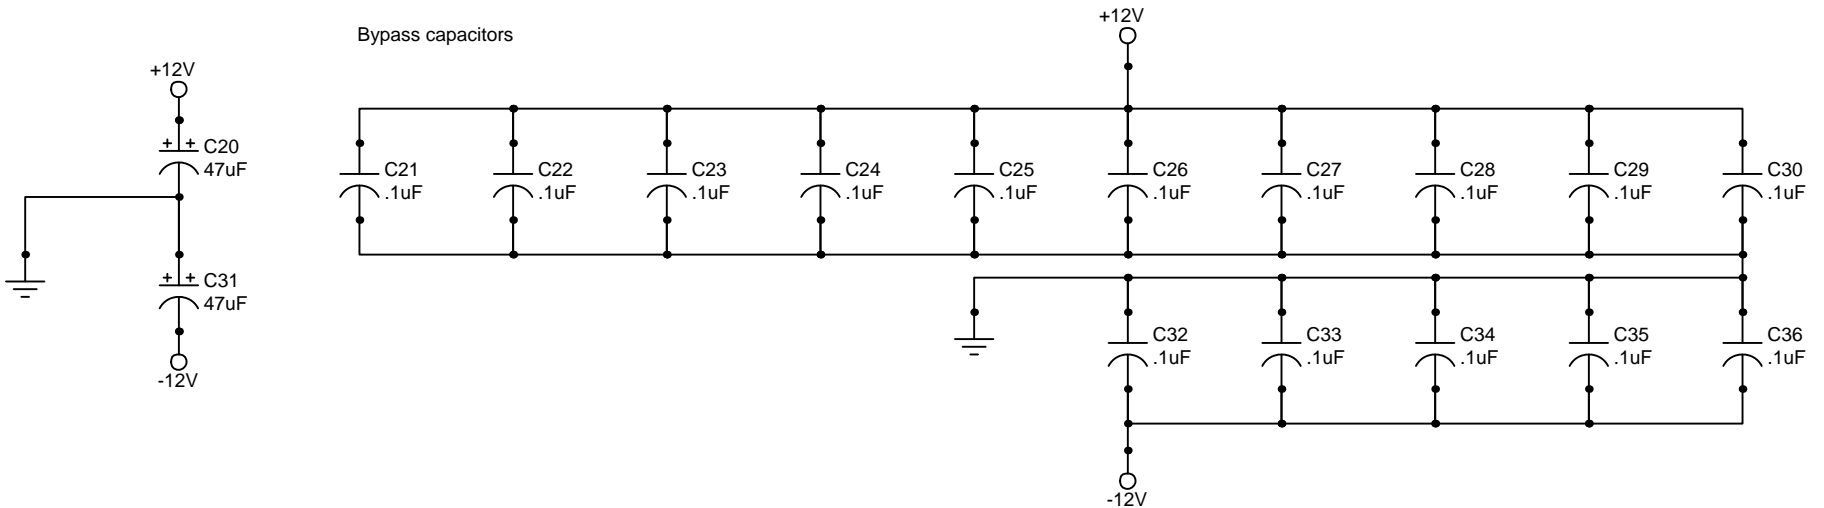 Bypass capacitors
+12V
+ +
C20
47uF
+ +
C31
47uF
-12V
+12V
C21
.1uF
C22
.1uF
C23
.1uF
C24
.1uF
C25
.1uF
C26
.1uF
C27
.1uF
C28
.1uF
C29
.1uF
C30
.1uF
C32
.1uF
C33
.1uF
C34
.1uF
C35
.1uF
C36
.1uF
-12V